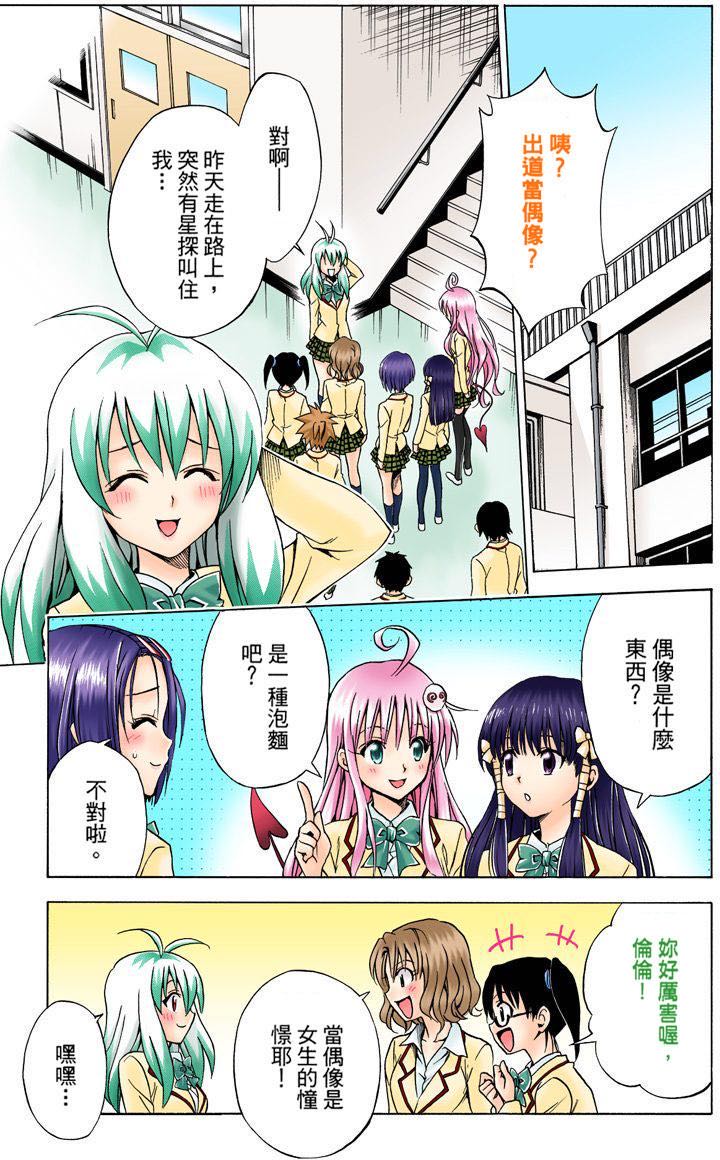 咦？
出道當偶像？
對啊——
昨天走在路上，
突然有星探叫住
我…
偶像是什麼
東西？
是一種泡麵
吧？
不對啦。
妳好厲害喔，
倫倫！
當偶像是
女生的憧
憬耶！
嘿嘿…